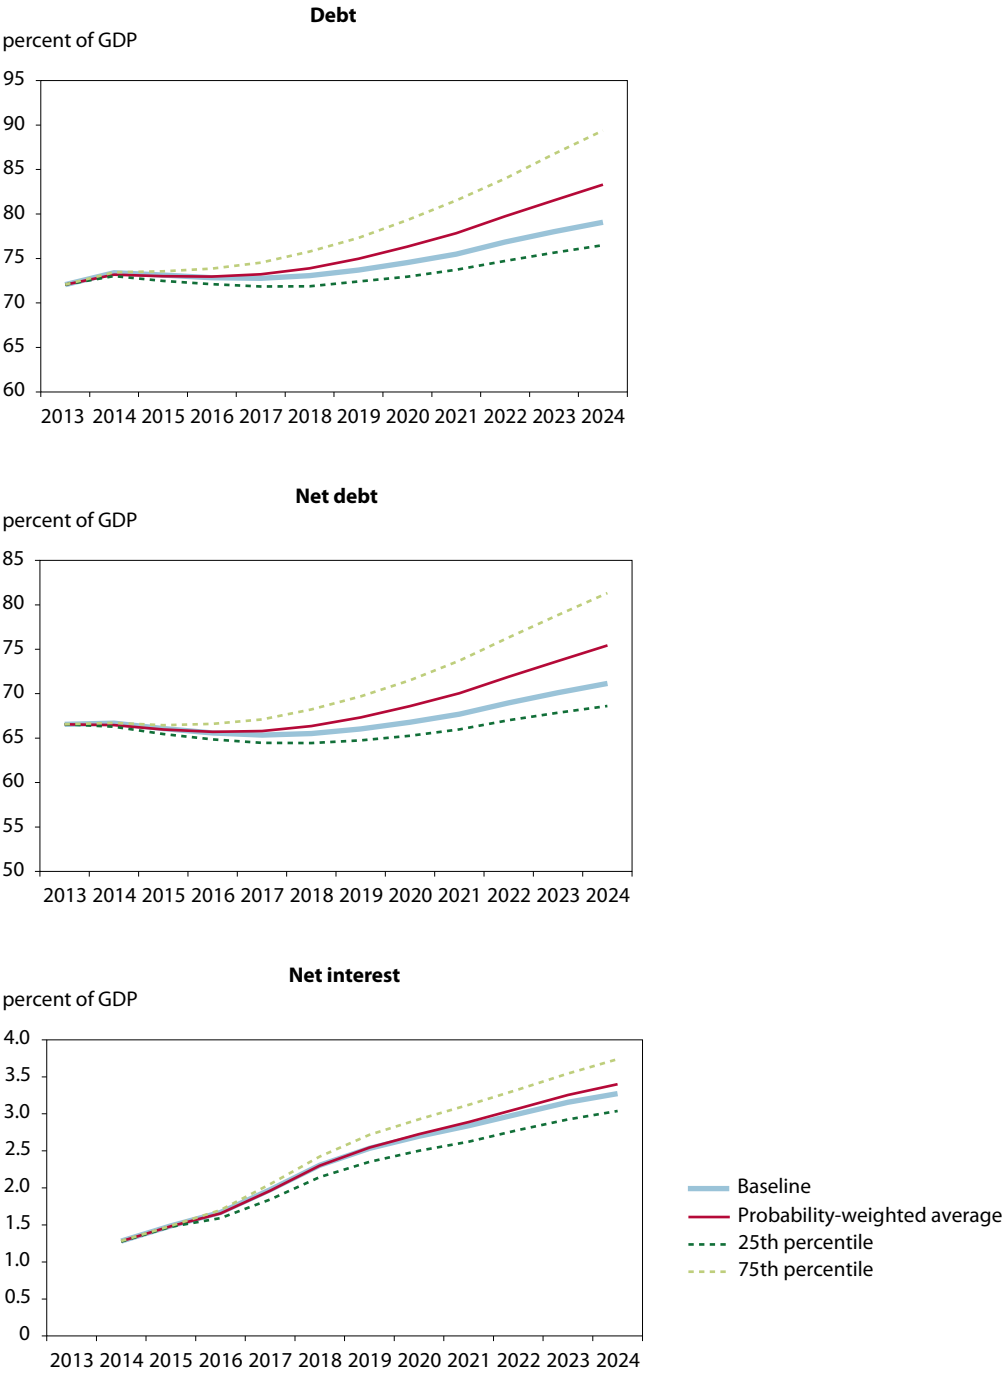 Debt
percent of GDP
95
90
85
80
75
70
65
60
2013 2014 2015 2016 2017 2018 2019 2020 2021 2022 2023 2024
Net debt
percent of GDP
85
80
75
70
65
60
55
50
2013 2014 2015 2016 2017 2018 2019 2020 2021 2022 2023 2024
Net interest
percent of GDP
4.0
3.5
3.0
2.5
2.0
1.5
1.0
0.5
0
2013 2014 2015 2016 2017 2018 2019 2020 2021 2022 2023 2024
Baseline
Probability-weighted average
25th percentile
75th percentile